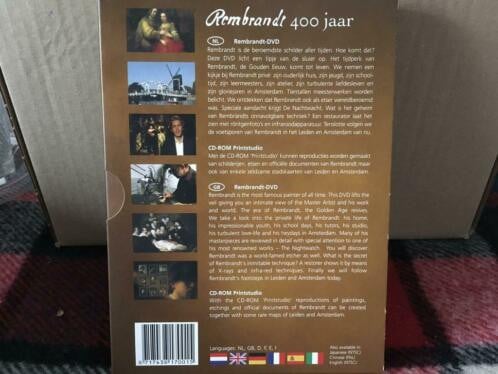 Rembrandt 400 jaar
NL Rembrandt-DVD
Rembrandt is de beroemdste schilder aller tijden. Hoe komt dat?
Deze DVD licht een tipje van de sluier op. Het tijdperk van
Rembrandt, de Gouden Eeuw, komt tot leven. We nemen een
kijkje bij Rembrandt privé: zijn ouderlijk huis, zijn jeugd, zijn school-
tijd, zijn leermeesters, zijn atelier, zijn turbulente liefdesleven en
zijn gloriejaren in Amsterdam. Tientallen meesterwerken worden
belicht. We ontdekken dat Rembrandt ook als etser wereldberoemd
was. Speciale aandacht krijgt De Nachtwacht. Wat is het geheim
van Rembrandts onnavolgbare techniek? Een restaurator laat het
zien met röntgenfoto's en infraroodapparatuur. Tenslotte volgen we
de voetsporen van Rembrandt in het Leiden en Amsterdam van nu.
CD-ROM Printstudio
Met de CD-ROM 'Printstudio' kunnen reproducties worden gemaakt
van schilderijen, etsen en officiële documenten van Rembrandt maar
ook van enkele zeldzame stadskaarten van Leiden en Amsterdam.
GB Rembrandt-DVD
Rembrandt is the most famous painter of all time. This DVD lifts the
veil giving you an intimate view of the Master Artist and his work
and world. The era of Rembrandt, the Golden Age revives.
We take a look into the private life of Rembrandt: his home,
his impressionable youth, his school days, his tutors, his studio,
his turbulent love-life and his heydays in Amsterdam. Many of his
masterpieces are reviewed in detail with special attention to one of
his most renowned works – The Nightwatch. You will discover
Rembrandt was a world-famed etcher as well. What is the secret
of Rembrandt's inimitable technique? A restorer shows it by means
of X-rays and infra-red techniques. Finally we will follow
Rembrandt's footsteps in Leiden and Amsterdam today.
CD-ROM Printstudio
With the CD-ROM 'Printstudio' reproductions of paintings,
etchings and official documents of Rembrandt can be created
together with some rare maps of Leiden and Amsterdam.
Languages: NL, GB, D, F, E, I
Also available in
Japanese (NTSC)
Chinese (PAL)
English (NTSC)
8717438170015